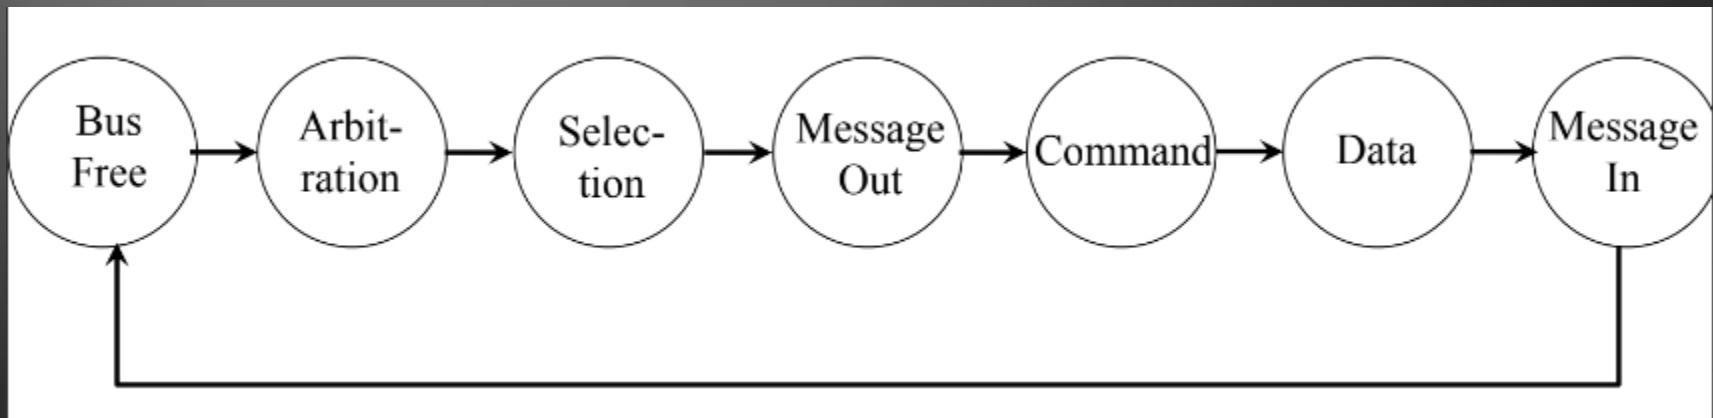 Bus
Free
Arbit-
ration
Selec-
tion
Message
Out
Command
Data
Message
In